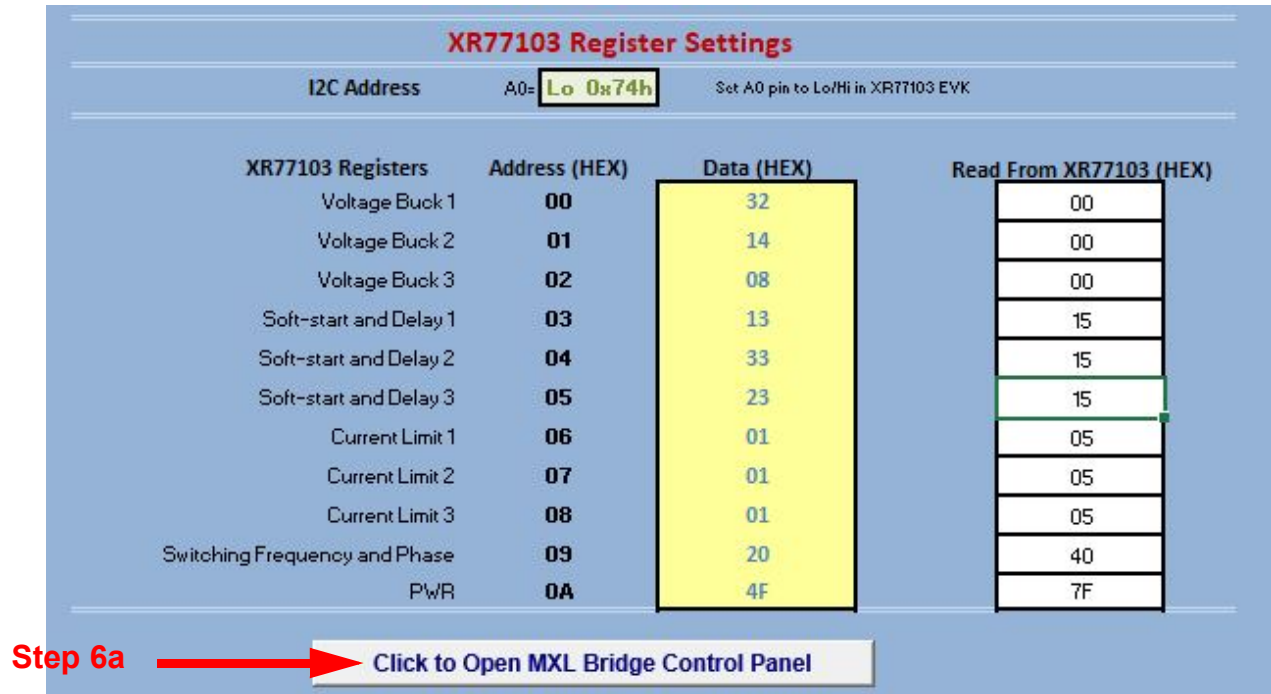 XR77103 Register Settings
I2C Address A0= Lo 0x74h Set A0 pin to Lo/Hi in XR77103 EVK
XR77103 Registers Address (HEX) Data (HEX) Read From XR77103 (HEX)
Voltage Buck 1 00 32 00
Voltage Buck 2 01 14 00
Voltage Buck 3 02 08 00
Soft-start and Delay 1 03 13 15
Soft-start and Delay 2 04 33 15
Soft-start and Delay 3 05 23 15
Current Limit 1 06 01 05
Current Limit 2 07 01 05
Current Limit 3 08 01 05
Switching Frequency and Phase 09 20 40
PWR 0A 4F 7F
Step 6a Click to Open MXL Bridge Control Panel